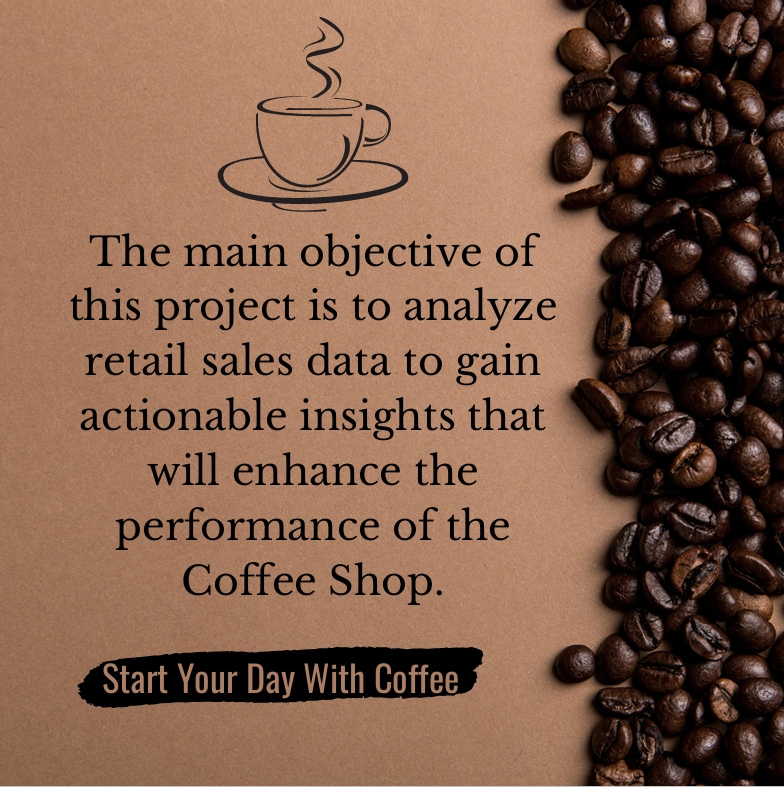 The main objective of
this project is to analyze
retail sales data to gain
actionable insights that
will enhance the
performance of the
Coffee Shop.
Start Your Day With Coffee